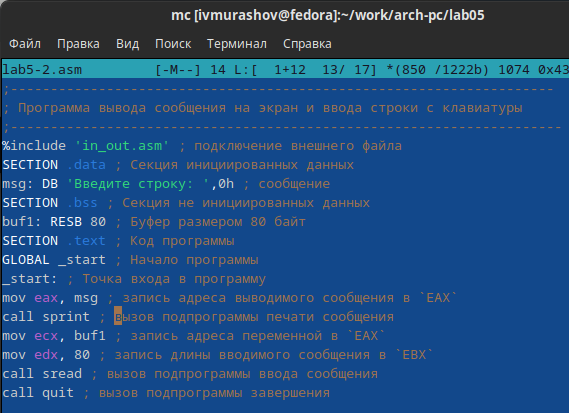 mc [ivmurashov@fedora]:~/work/arch-pc/lab05
Файл Правка Вид Поиск Терминал Справка
lab5-2.asm [-M--] 14 L:[ 1+12 13/ 17] *(850 /1222b) 1074 0x43
;--------------------------------------------------------------------
; Программа вывода сообщения на экран и ввода строки с клавиатуры
;---------------------------------------------------------------------
%include 'in_out.asm' ; подключение внешнего файла
SECTION .data ; Секция инициированных данных
msg: DB 'Введите строку: ',0h ; сообщение
SECTION .bss ; Секция не инициированных данных
buf1: RESB 80 ; Буфер размером 80 байт
SECTION .text ; Код программы
GLOBAL _start ; Начало программы
_start: ; Точка входа в программу
mov eax, msg ; запись адреса выводимого сообщения в `EAX`
call sprint ; вызов подпрограммы печати сообщения
mov ecx, buf1 ; запись адреса переменной в `EAX`
mov edx, 80 ; запись длины вводимого сообщения в `EBX`
call sread ; вызов подпрограммы ввода сообщения
call quit ; вызов подпрограммы завершения